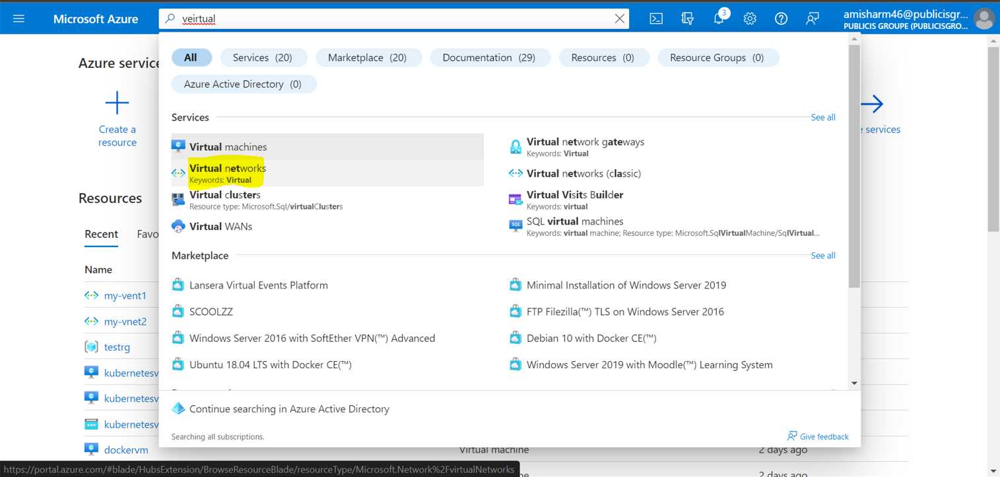 Microsoft Azure
veirtual
3
amisharm46@publicisgr...
PUBLICIS GROUPE (PUBLICISGRO...
All
Services (20)
Marketplace (20)
Documentation (29)
Resources (0)
Resource Groups (0)
Azure Active Directory (0)
Azure service
Create a
resource
services
Services
See all
Virtual machines
Virtual networks
Keywords: Virtual
Virtual clusters
Resource type: Microsoft.Sql/virtualClusters
Virtual WANs
Virtual network gateways
Keywords: Virtual
Virtual networks (classic)
Virtual Visits Builder
Keywords: virtual
SQL virtual machines
Keywords: virtual machine; Resource type: Microsoft.SqlVirtualMachine/SqlVirtual...
SQL
Marketplace
See all
Lansera Virtual Events Platform
Minimal Installation of Windows Server 2019
SCOOLZZ
FTP Filezilla(™) TLS on Windows Server 2016
Windows Server 2016 with SoftEther VPN(™) Advanced
Debian 10 with Docker CE(™)
Ubuntu 18.04 LTS with Docker CE(™)
Windows Server 2019 with Moodle(™) Learning System
Continue searching in Azure Active Directory
Searching all subscriptions.
Give feedback
Resources
Recent
Favo
Name
my-vent1
my-vnet2
testrg
kubernetesv
kubernetesv
kubernetesv
dockervm
Virtual machine
2 days ago
2 days ago
https://portal.azure.com/#blade/HubsExtension/BrowseResourceBlade/resourceType/Microsoft.Network%2FvirtualNetworks